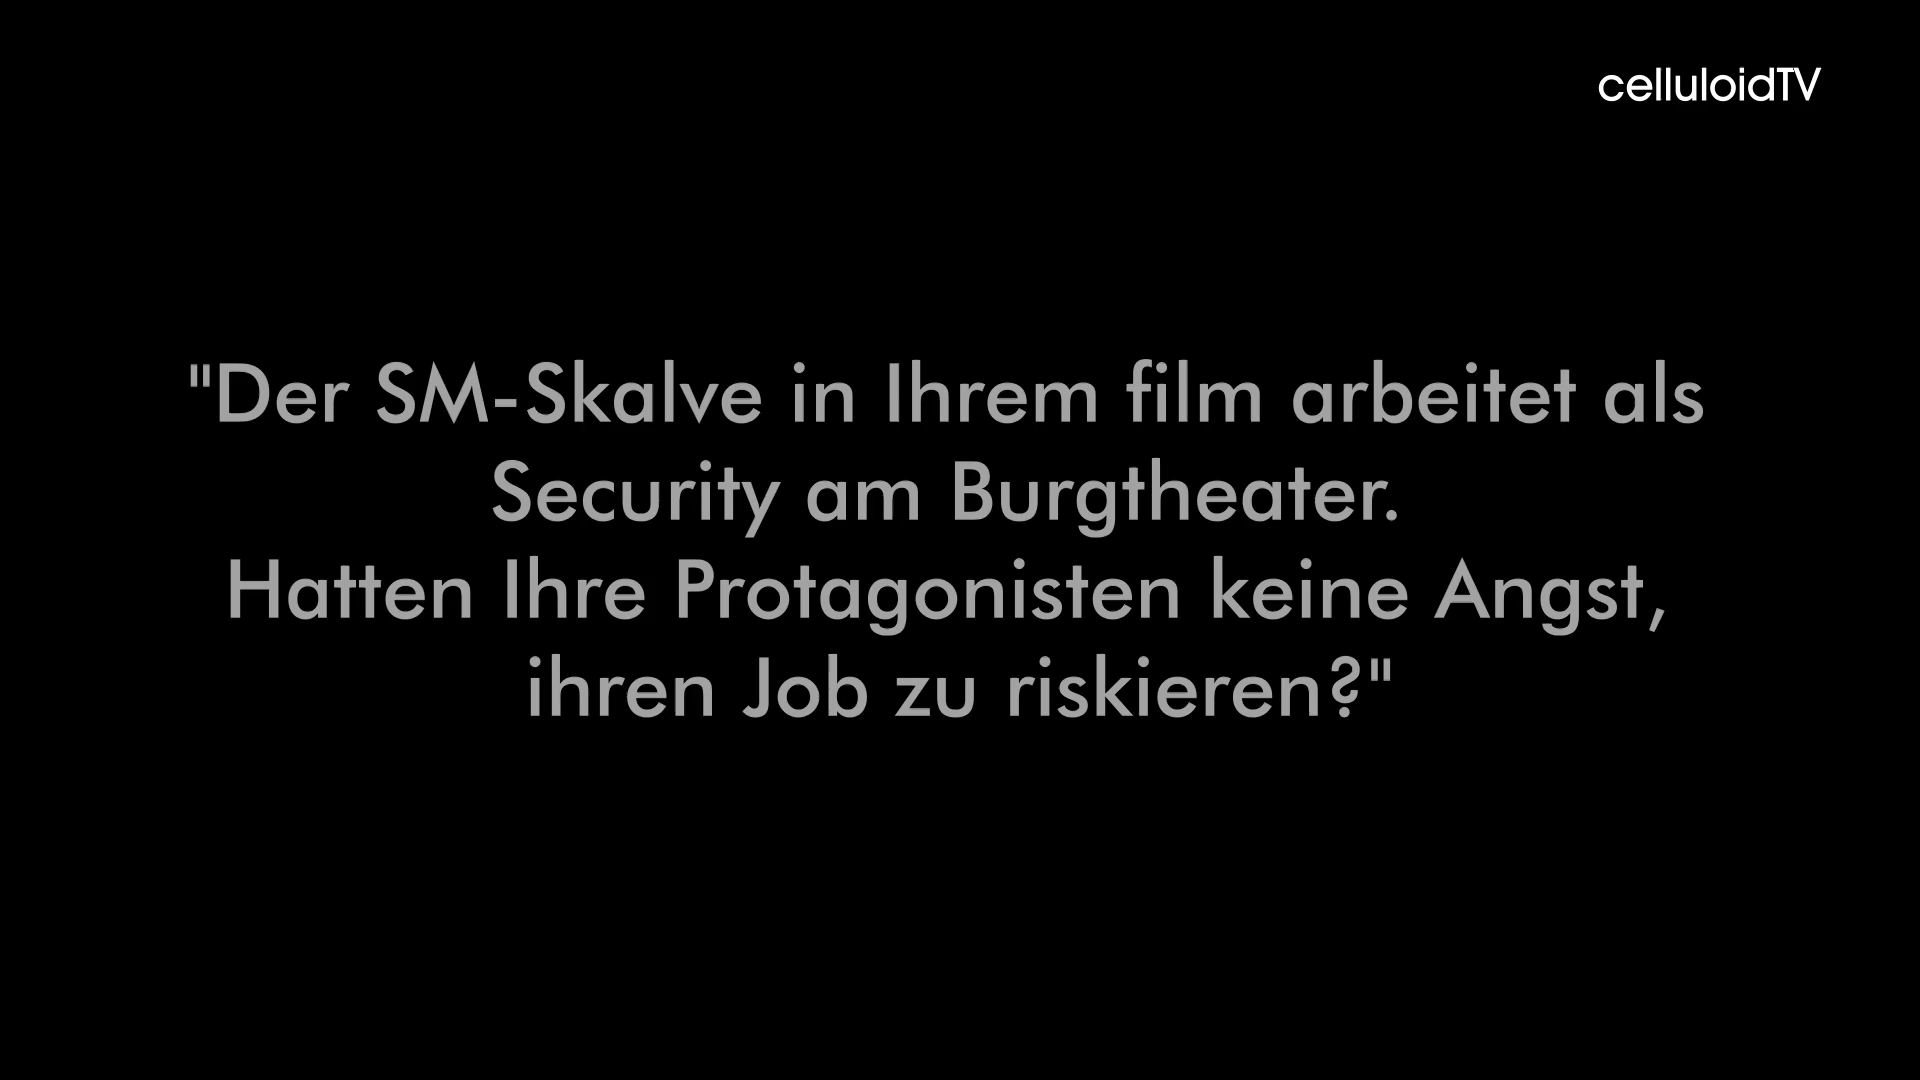 celluloidTV
"Der SM-Skalve in Ihrem film arbeitet als
Security am Burgtheater.
Hatten Ihre Protagonisten keine Angst,
ihren Job zu riskieren?"